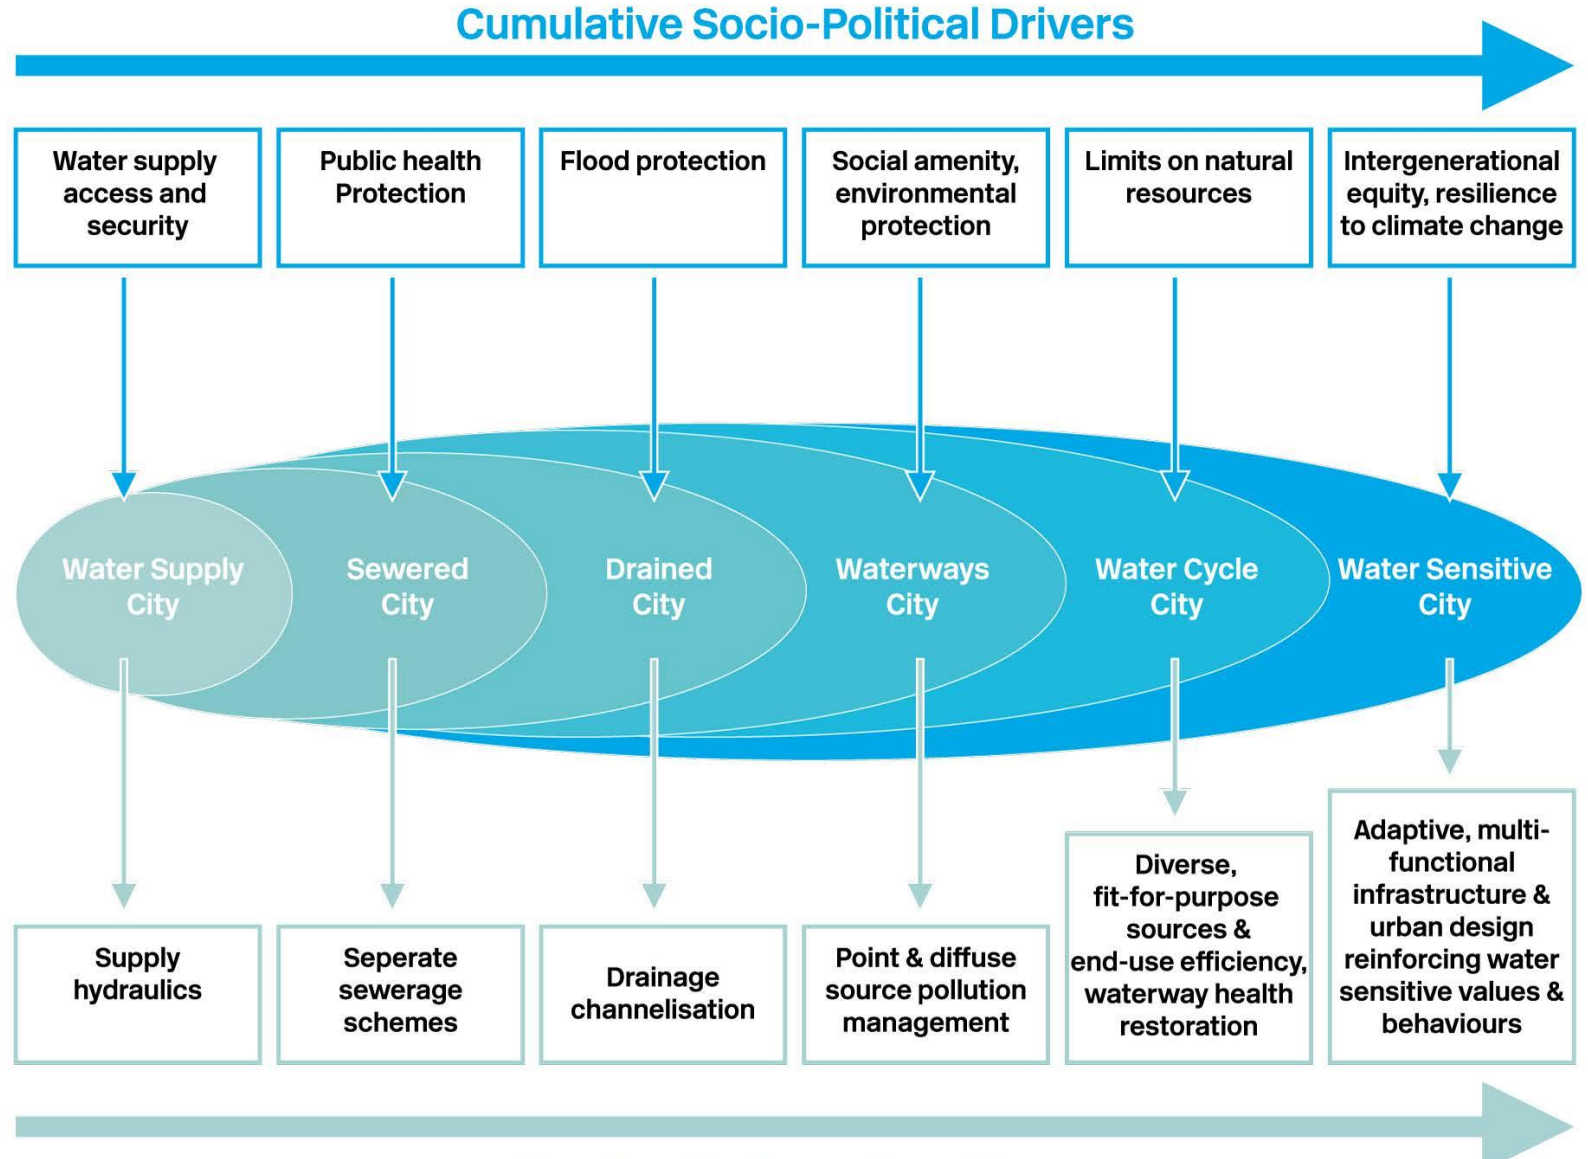 Cumulative Socio-Political Drivers
Water supply
access and
security
Public health
Protection
Flood protection
Social amenity,
environmental
protection
Limits on natural
resources
Intergenerational
equity, resilience
to climate change
Water Supply
City
Sewered
City
Drained
City
Waterways
City
Water Cycle
City
Water Sensitive
City
Supply
hydraulics
Seperate
sewerage
schemes
Drainage
channelisation
Point & diffuse
source pollution
management
Diverse,
fit-for-purpose
sources &
end-use efficiency,
waterway health
restoration
Adaptive, multi-
functional
infrastructure &
urban design
reinforcing water
sensitive values &
behaviours